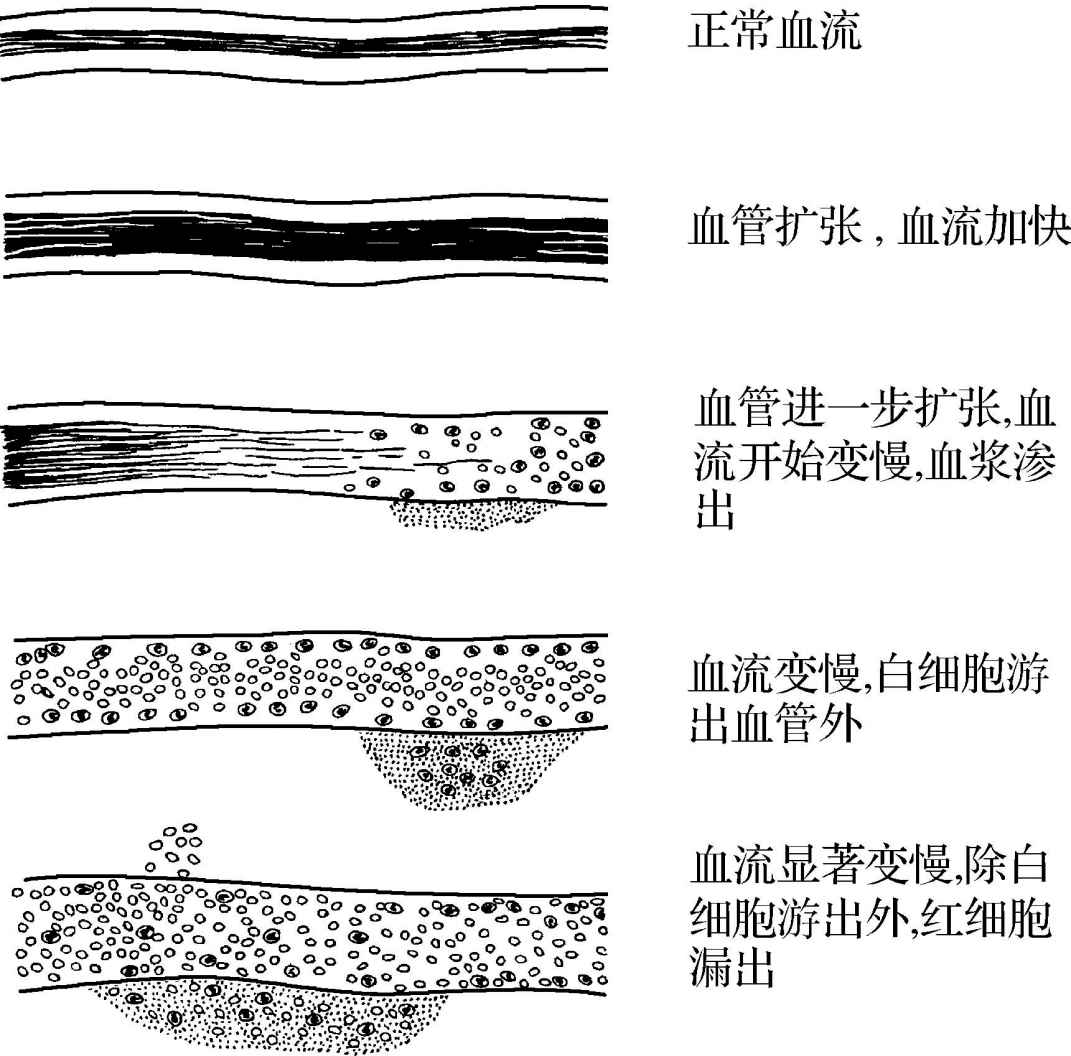 正常血流
血管扩张，血流加快
血管进一步扩张,血
流开始变慢,血浆渗
出
血流变慢,白细胞游
出血管外
血流显著变慢,除白
细胞游出外,红细胞
漏出